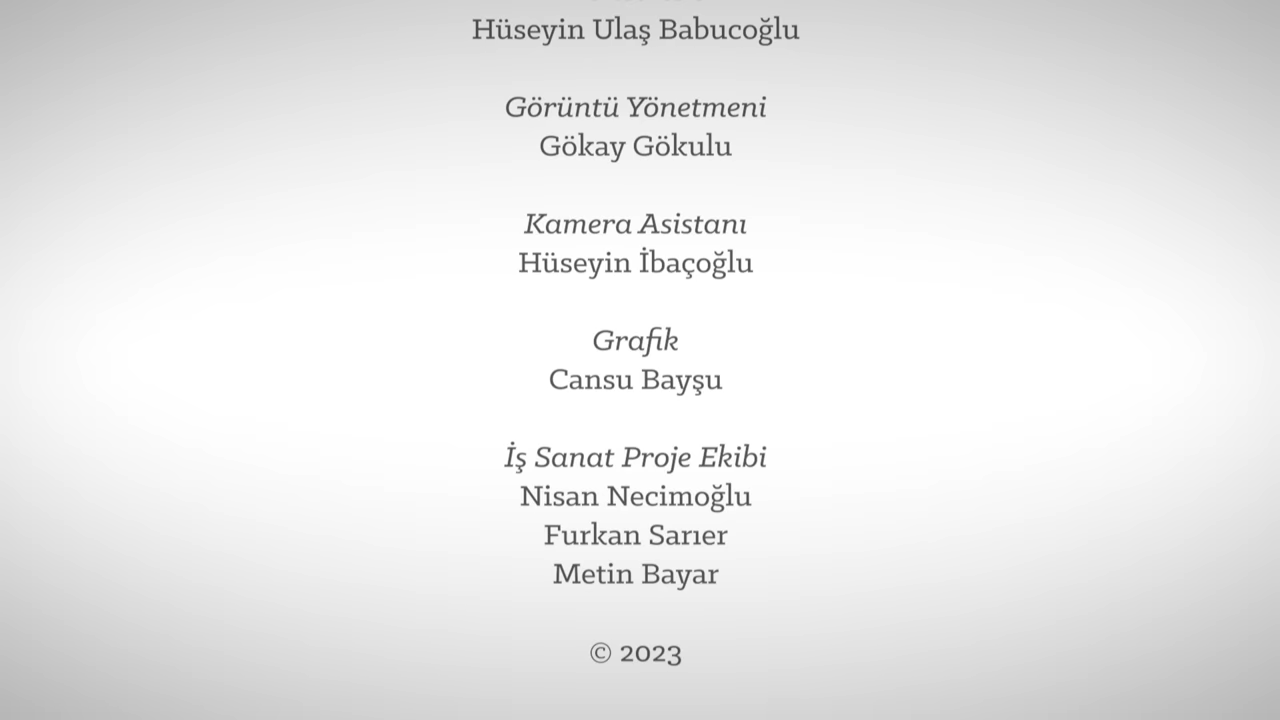 Hüseyin Ulaş Babucoğlu
Görüntü Yönetmeni
Gökay Gökulu
Kamera Asistanı
Hüseyin İbaçoğlu
Grafik
Cansu Bayşu
İş Sanat Proje Ekibi
Nisan Necimoğlu
Furkan Sarıer
Metin Bayar
© 2023